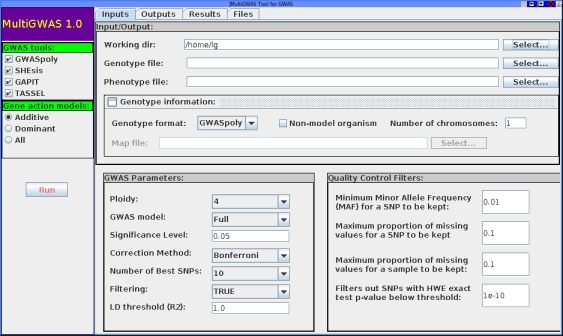 JMultiGWAS Tool for GWAS
MultiGWAS 1.0
GWAS tools:
GWASpoly
SHEsis
GAPIT
TASSEL
Gene action models:
Additive
Dominant
All
Run
Inputs Outputs Results Files
Input/Output:
Working dir: /home/lg Select...
Genotype file: Select...
Phenotype file: Select...
Genotype information:
Genotype format: GWASpoly Non-model organism Number of chromosomes: 1
Map file: Select...
GWAS Parameters:
Ploidy: 4
GWAS model: Full
Significance Level: 0.05
Correction Method: Bonferroni
Number of Best SNPs: 10
Filtering: TRUE
LD threshold (R2): 1.0
Quality Control Filters:
Minimum Minor Allele Frequency
(MAF) for a SNP to be kept: 0.01
Maximum proportion of missing
values for a SNP to be kept 0.1
Maximum proportion of missing
values for a sample to be kept: 0.1
Filters out SNPs with HWE exact
test p-value below threshold: 1e-10